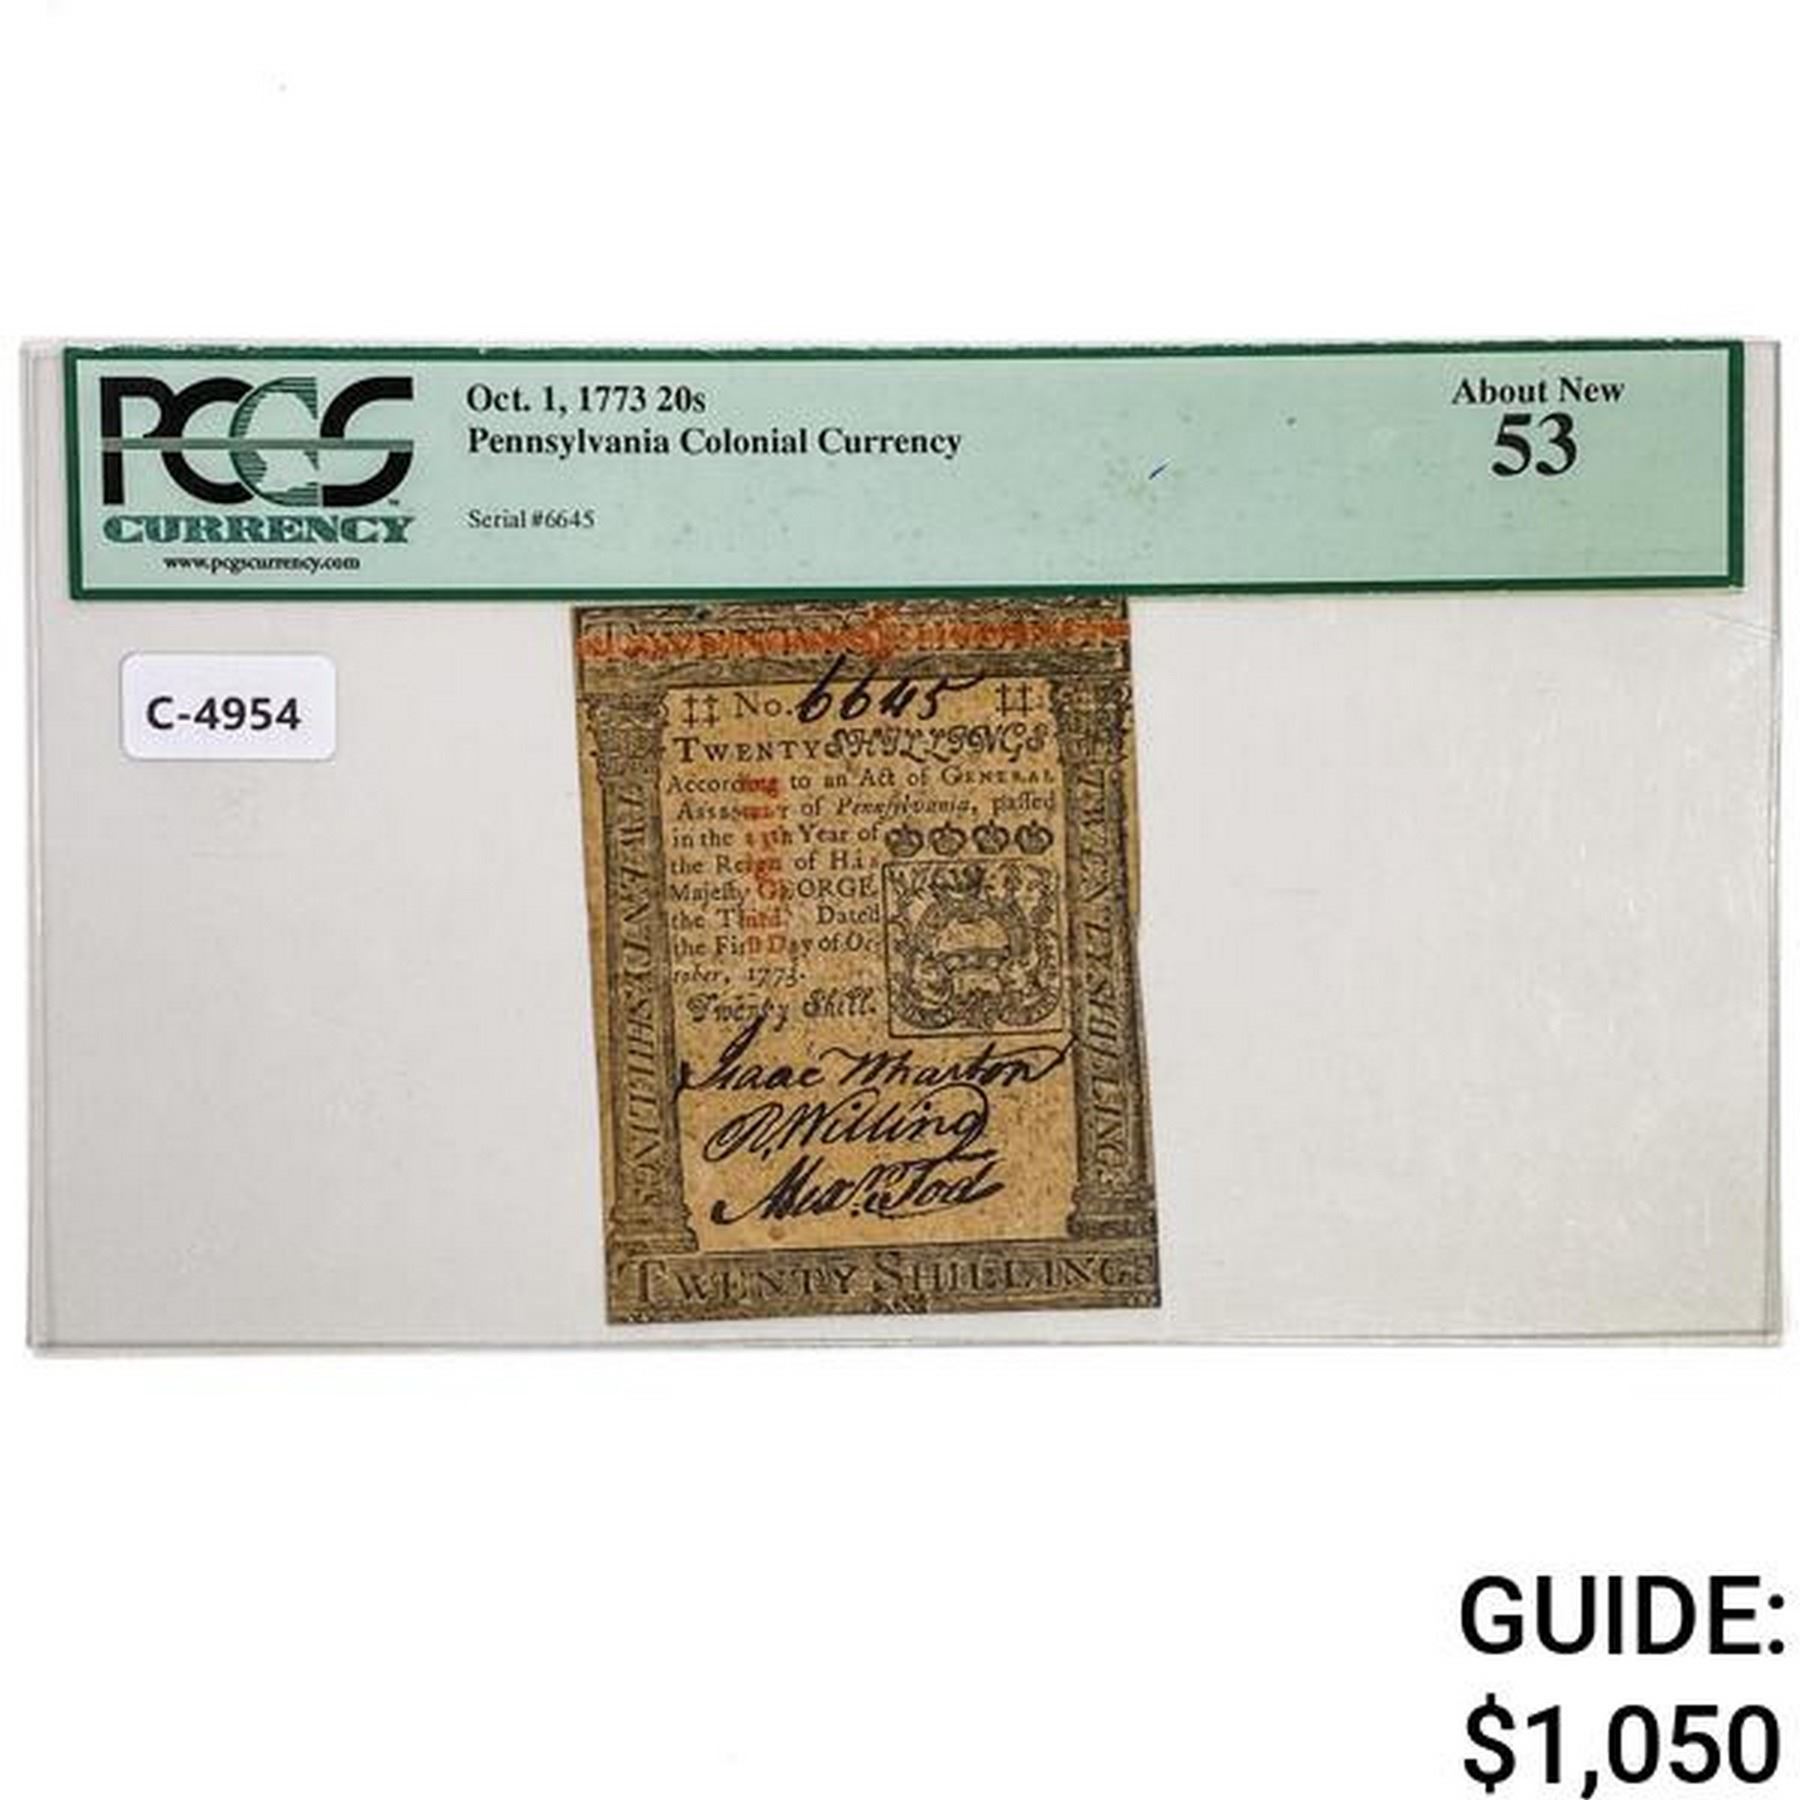 PCGS
CURRENCY
www.pcgscurrency.com
Oct. 1, 1773 20s
Pennsylvania Colonial Currency
Serial #6645
About New
53
C-4954
‡‡ No. 6645 ‡‡
TWENTY SHILLINGS
According to an Act of GENERAL
ASSEMBLY of Pennſylvania, paſſed
in the 13th Year of
the Reign of His
Majeſty GEORGE
the Third. Dated
the Firſt Day of Oc-
tober, 1773.
Twenty Shill.
Isaac Wharton
R. Willing
Alexr. Tod
TWENTY SHILLINGS
TWENTY SHILLINGS
TWENTY SHILLING
GUIDE:
$1,050